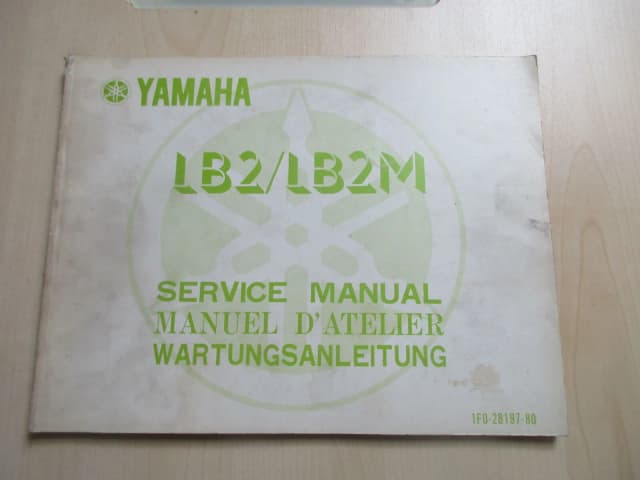 YAMAHA
LB2/LB2M
SERVICE MANUAL
MANUEL D'ATELIER
WARTUNGSANLEITUNG
1F0-28197-80